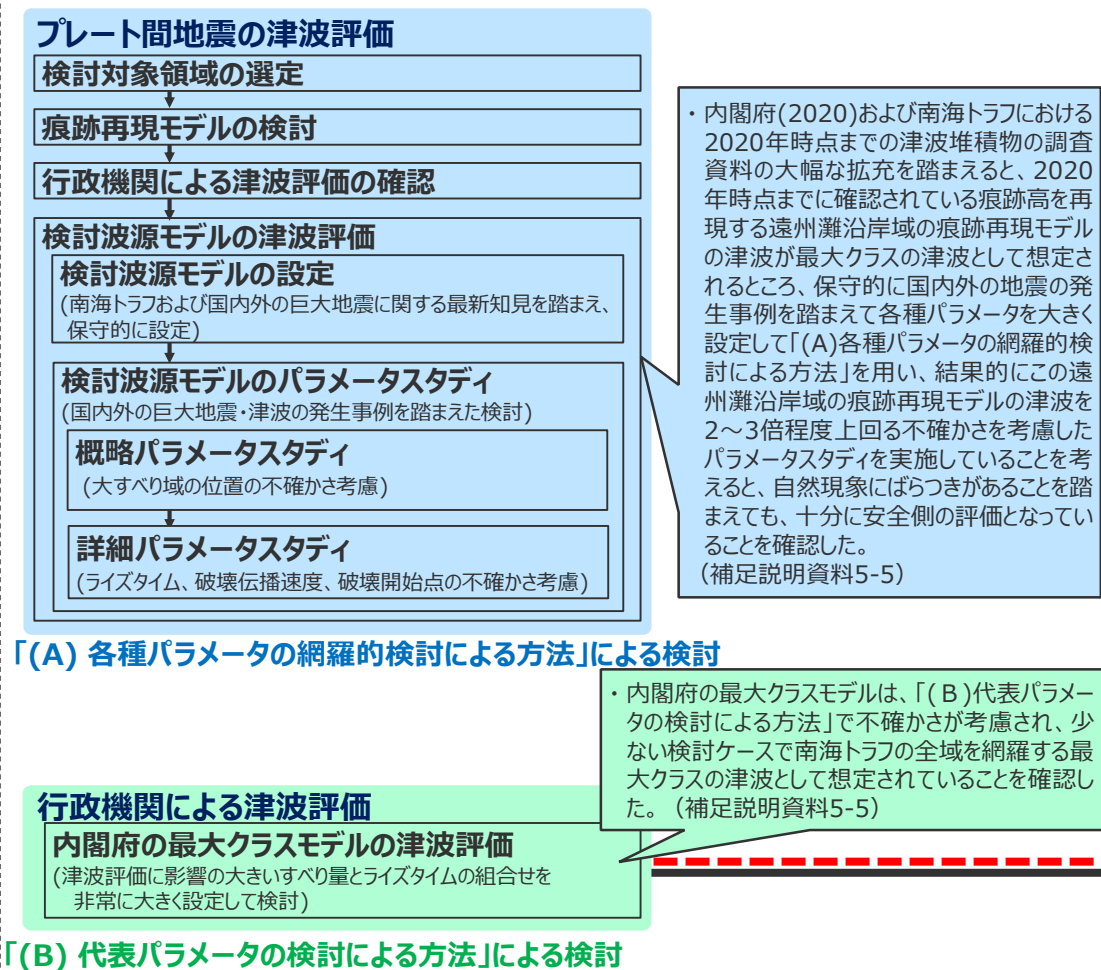 プレート間地震の津波評価
検討対象領域の選定
痕跡再現モデルの検討
行政機関による津波評価の確認
検討波源モデルの津波評価
検討波源モデルの設定
(南海トラフおよび国内外の巨大地震に関する最新知見を踏まえ、
保守的に設定)
検討波源モデルのパラメータスタディ
(国内外の巨大地震・津波の発生事例を踏まえた検討)
概略パラメータスタディ
(大すべり域の位置の不確かさ考慮)
詳細パラメータスタディ
(ライズタイム、破壊伝播速度、破壊開始点の不確かさ考慮)
「(A) 各種パラメータの網羅的検討による方法」による検討
・内閣府(2020)および南海トラフにおける
2020年時点までの津波堆積物の調査
資料の大幅な拡充を踏まえると、2020
年時点までに確認されている痕跡高を再
現する遠州灘沿岸域の痕跡再現モデル
の津波が最大クラスの津波として想定さ
れるところ、保守的に国内外の地震の発
生事例を踏まえて各種パラメータを大きく
設定して「(A)各種パラメータの網羅的検
討による方法」を用い、結果的にこの遠
州灘沿岸域の痕跡再現モデルの津波を
2～3倍程度上回る不確かさを考慮した
パラメータスタディを実施していることを考
えると、自然現象にばらつきがあることを踏
まえても、十分に安全側の評価となってい
ることを確認した。
（補足説明資料5-5）
・内閣府の最大クラスモデルは、「(Ｂ)代表パラメー
タの検討による方法」で不確かさが考慮され、少
ない検討ケースで南海トラフの全域を網羅する最
大クラスの津波として想定されていることを確認し
た。（補足説明資料5-5）
行政機関による津波評価
内閣府の最大クラスモデルの津波評価
(津波評価に影響の大きいすべり量とライズタイムの組合せを
非常に大きく設定して検討)
「(B) 代表パラメータの検討による方法」による検討